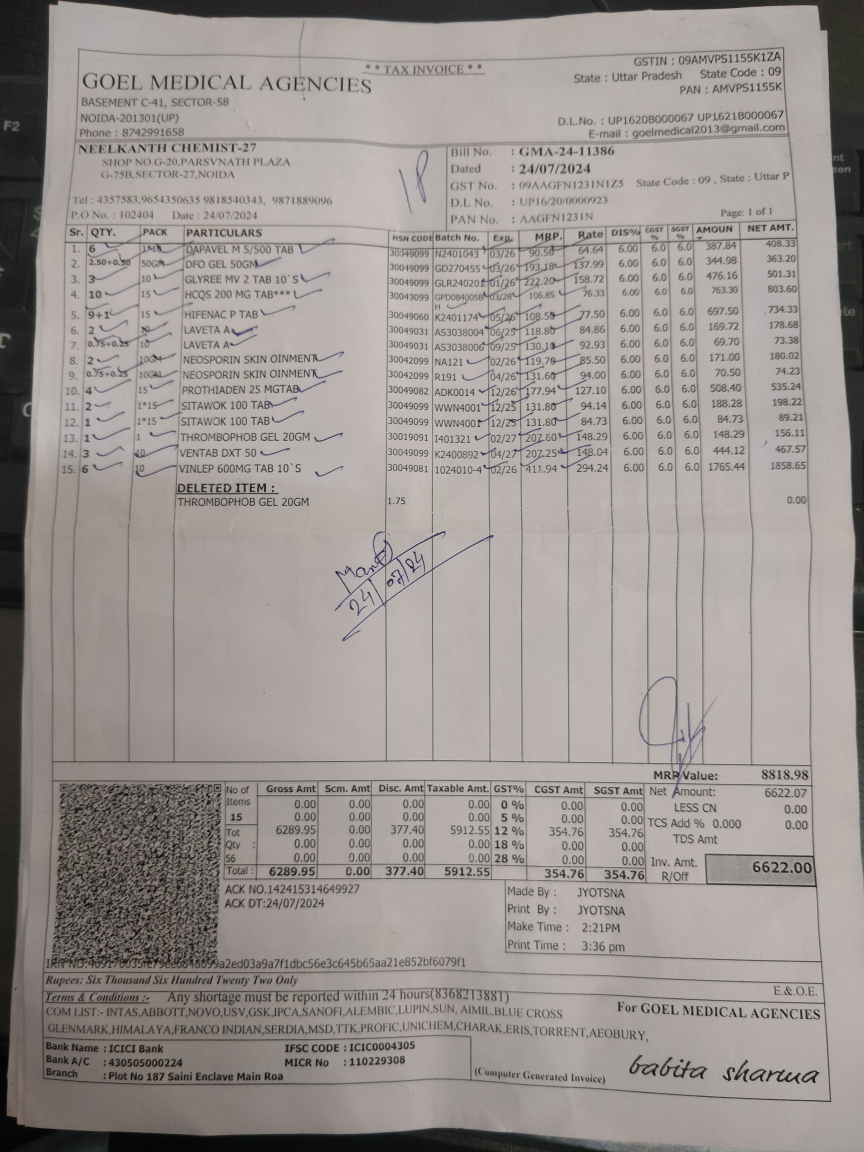 * * TAX INVOICE * *
GSTIN : 09AMVPS1155K1ZA
State : Uttar Pradesh State Code : 09
PAN : AMVPS1155K
GOEL MEDICAL AGENCIES
BASEMENT C-41, SECTOR-58
NOIDA-201301(UP)
Phone : 8742991658
D.L.No. : UP1620B000067 UP1621B000067
E-mail : goelmedical2013@gmail.com
NEELKANTH CHEMIST-27
SHOP NO.G-20,PARSVNATH PLAZA
G-75B,SECTOR-27,NOIDA
Tel : 4357583,9654350635 9818540343, 9871889096
P.O No. : 102404 Date : 24/07/2024
Bill No. : GMA-24-11386
Dated : 24/07/2024
GST No. : 09AAGFN1231N1Z5 State Code : 09 , State : Uttar P
D.L. No. : UP16/20/0000923
PAN No. : AAGFN1231N Page: 1 of 1
Sr. QTY. PACK PARTICULARS HSN CODE Batch No. Exp. MRP. Rate DIS% CGST % SGST % AMOUN NET AMT.
1. 6 DAPAVEL M 5/500 TAB 30049099 N2401043 03/26 90.50 64.64 6.00 6.0 6.0 387.84 408.33
2. 2.50+0.50 50GM DFO GEL 50GM 30049099 GD270455 03/26 193.18 137.99 6.00 6.0 6.0 344.98 363.20
3. 3 10 GLYREE MV 2 TAB 10`S 30049099 GLR240201 01/26 222.20 158.72 6.00 6.0 6.0 476.16 501.31
4. 10 15 HCQS 200 MG TAB*** 30049099 GPD0840058 03/28 106.85 76.33 6.00 6.0 6.0 763.30 803.60
H
5. 9+1 15 HIFENAC P TAB 30049060 K2401174 05/26 108.50 77.50 6.00 6.0 6.0 697.50 734.33
6. 2 LAVETA A 30049031 AS3038004 06/25 118.80 84.86 6.00 6.0 6.0 169.72 178.68
7. 0.75+0.25 10 LAVETA A 30049031 AS3038006 09/25 130.10 92.93 6.00 6.0 6.0 69.70 73.38
8. 2 10GM NEOSPORIN SKIN OINMENT 30042099 NA121 02/26 119.70 85.50 6.00 6.0 6.0 171.00 180.02
9. 0.75+0.25 10GM NEOSPORIN SKIN OINMENT 30042099 R191 04/26 131.60 94.00 6.00 6.0 6.0 70.50 74.23
10. 4 15 PROTHIADEN 25 MGTAB 30049082 ADK0014 12/26 177.94 127.10 6.00 6.0 6.0 508.40 535.24
11. 2 1*15 SITAWOK 100 TAB 30049099 WWN4001 12/25 131.80 94.14 6.00 6.0 6.0 188.28 198.22
12. 1 1*15 SITAWOK 100 TAB 30049099 WWN4001 12/25 131.80 84.73 6.00 6.0 6.0 84.73 89.21
13. 1 1 THROMBOPHOB GEL 20GM 30019091 I401321 02/27 207.60 148.29 6.00 6.0 6.0 148.29 156.11
14. 3 10 VENTAB DXT 50 30049099 K2400892 04/27 207.25 148.04 6.00 6.0 6.0 444.12 467.57
15. 6 10 VINLEP 600MG TAB 10`S 30049081 1024010-4 02/26 411.94 294.24 6.00 6.0 6.0 1765.44 1858.65
DELETED ITEM :
THROMBOPHOB GEL 20GM 1.75 0.00
24/07/24
MRP Value: 8818.98
No of Items 15 Tot Qty : 56
Gross Amt Scm. Amt Disc. Amt Taxable Amt. GST% CGST Amt SGST Amt
0.00 0.00 0.00 0.00 0 % 0.00 0.00
0.00 0.00 0.00 0.00 5 % 0.00 0.00
6289.95 0.00 377.40 5912.55 12 % 354.76 354.76
0.00 0.00 0.00 0.00 18 % 0.00 0.00
0.00 0.00 0.00 0.00 28 % 0.00 0.00
Total : 6289.95 0.00 377.40 5912.55 354.76 354.76
Net Amount: 6622.07
LESS CN 0.00
TCS Add % 0.000 0.00
TDS Amt
Inv. Amt. 6622.00
R/Off
ACK NO.142415314649927
ACK DT:24/07/2024
Made By : JYOTSNA
Print By : JYOTSNA
Make Time : 2:21PM
Print Time : 3:36 pm
Rupees: Six Thousand Six Hundred Twenty Two Only
E.& O.E.
Terms & Conditions :- Any shortage must be reported within 24 hours(8368213881)
COM LIST:- INTAS,ABBOTT,NOVO,USV,GSK,IPCA,SANOFI,ALEMBIC,LUPIN,SUN, AIMIL,BLUE CROSS
GLENMARK,HIMALAYA,FRANCO INDIAN,SERDIA,MSD,TTK,PROFIC,UNICHEM,CHARAK,ERIS,TORRENT,AEOBURY,
For GOEL MEDICAL AGENCIES
Bank Name : ICICI Bank IFSC CODE : ICIC0004305
Bank A/C : 430505000224 MICR No : 110229308
Branch : Plot No 187 Saini Enclave Main Roa
(Computer Generated Invoice)
babita sharma